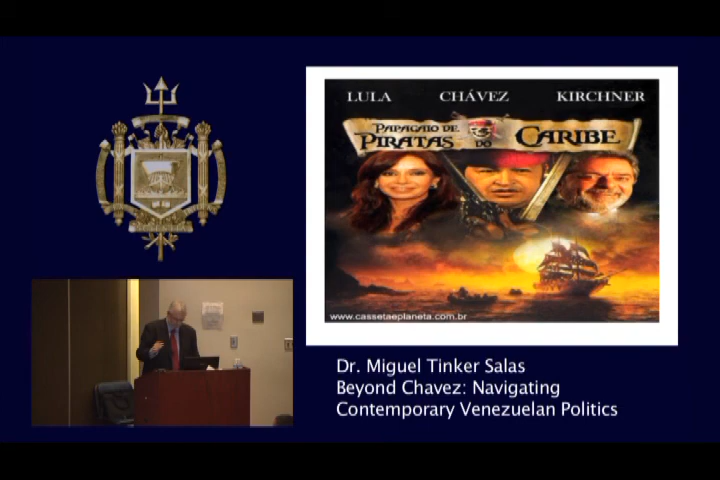 LULA CHÁVEZ KIRCHNER
PAPAGAIO DE
PIRATAS DO CARIBE
www.cassetaeplaneta.com.br
Dr. Miguel Tinker Salas
Beyond Chavez: Navigating
Contemporary Venezuelan Politics